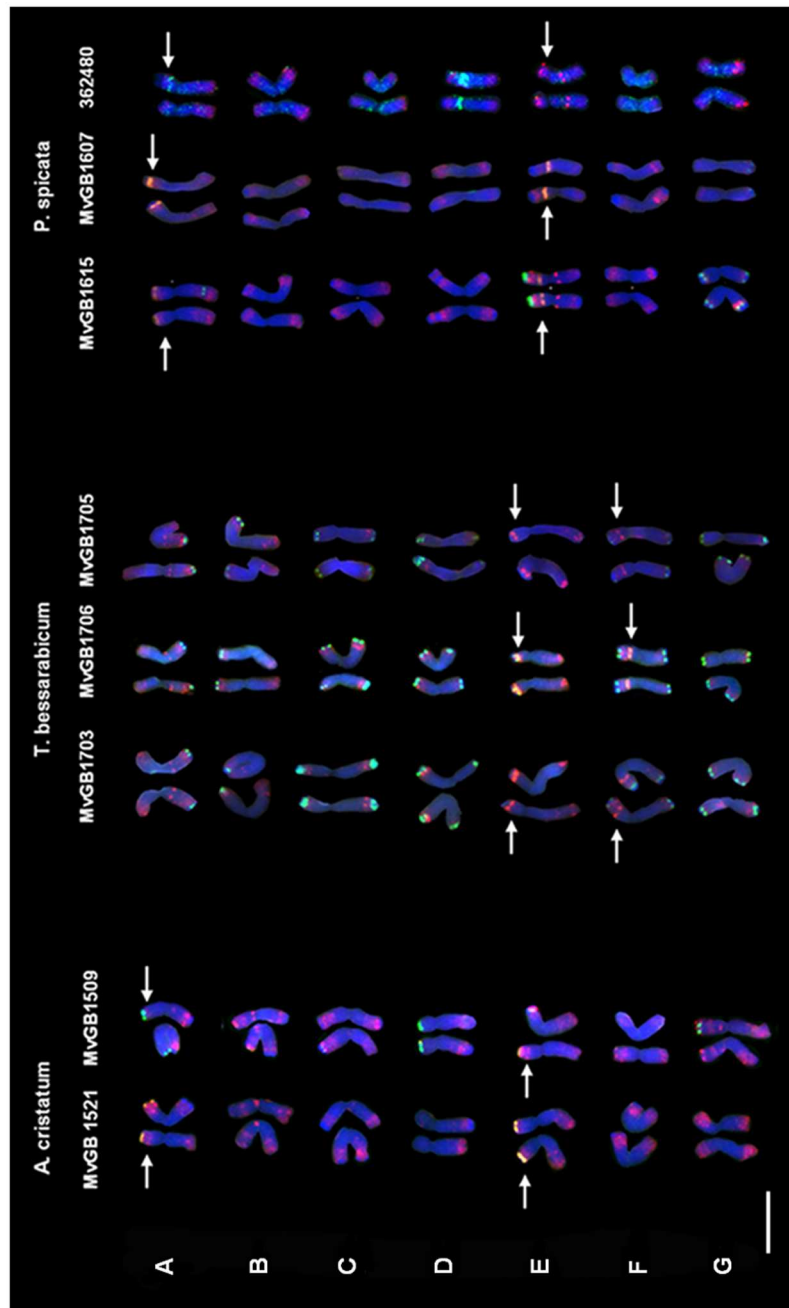 A. cristatum
T. bessarabicum
P. spicata
MvGB 1521
MvGB1509
MvGB1703
MvGB1706
MvGB1705
MvGB1615
MvGB1607
362480
A
B
C
D
E
F
G